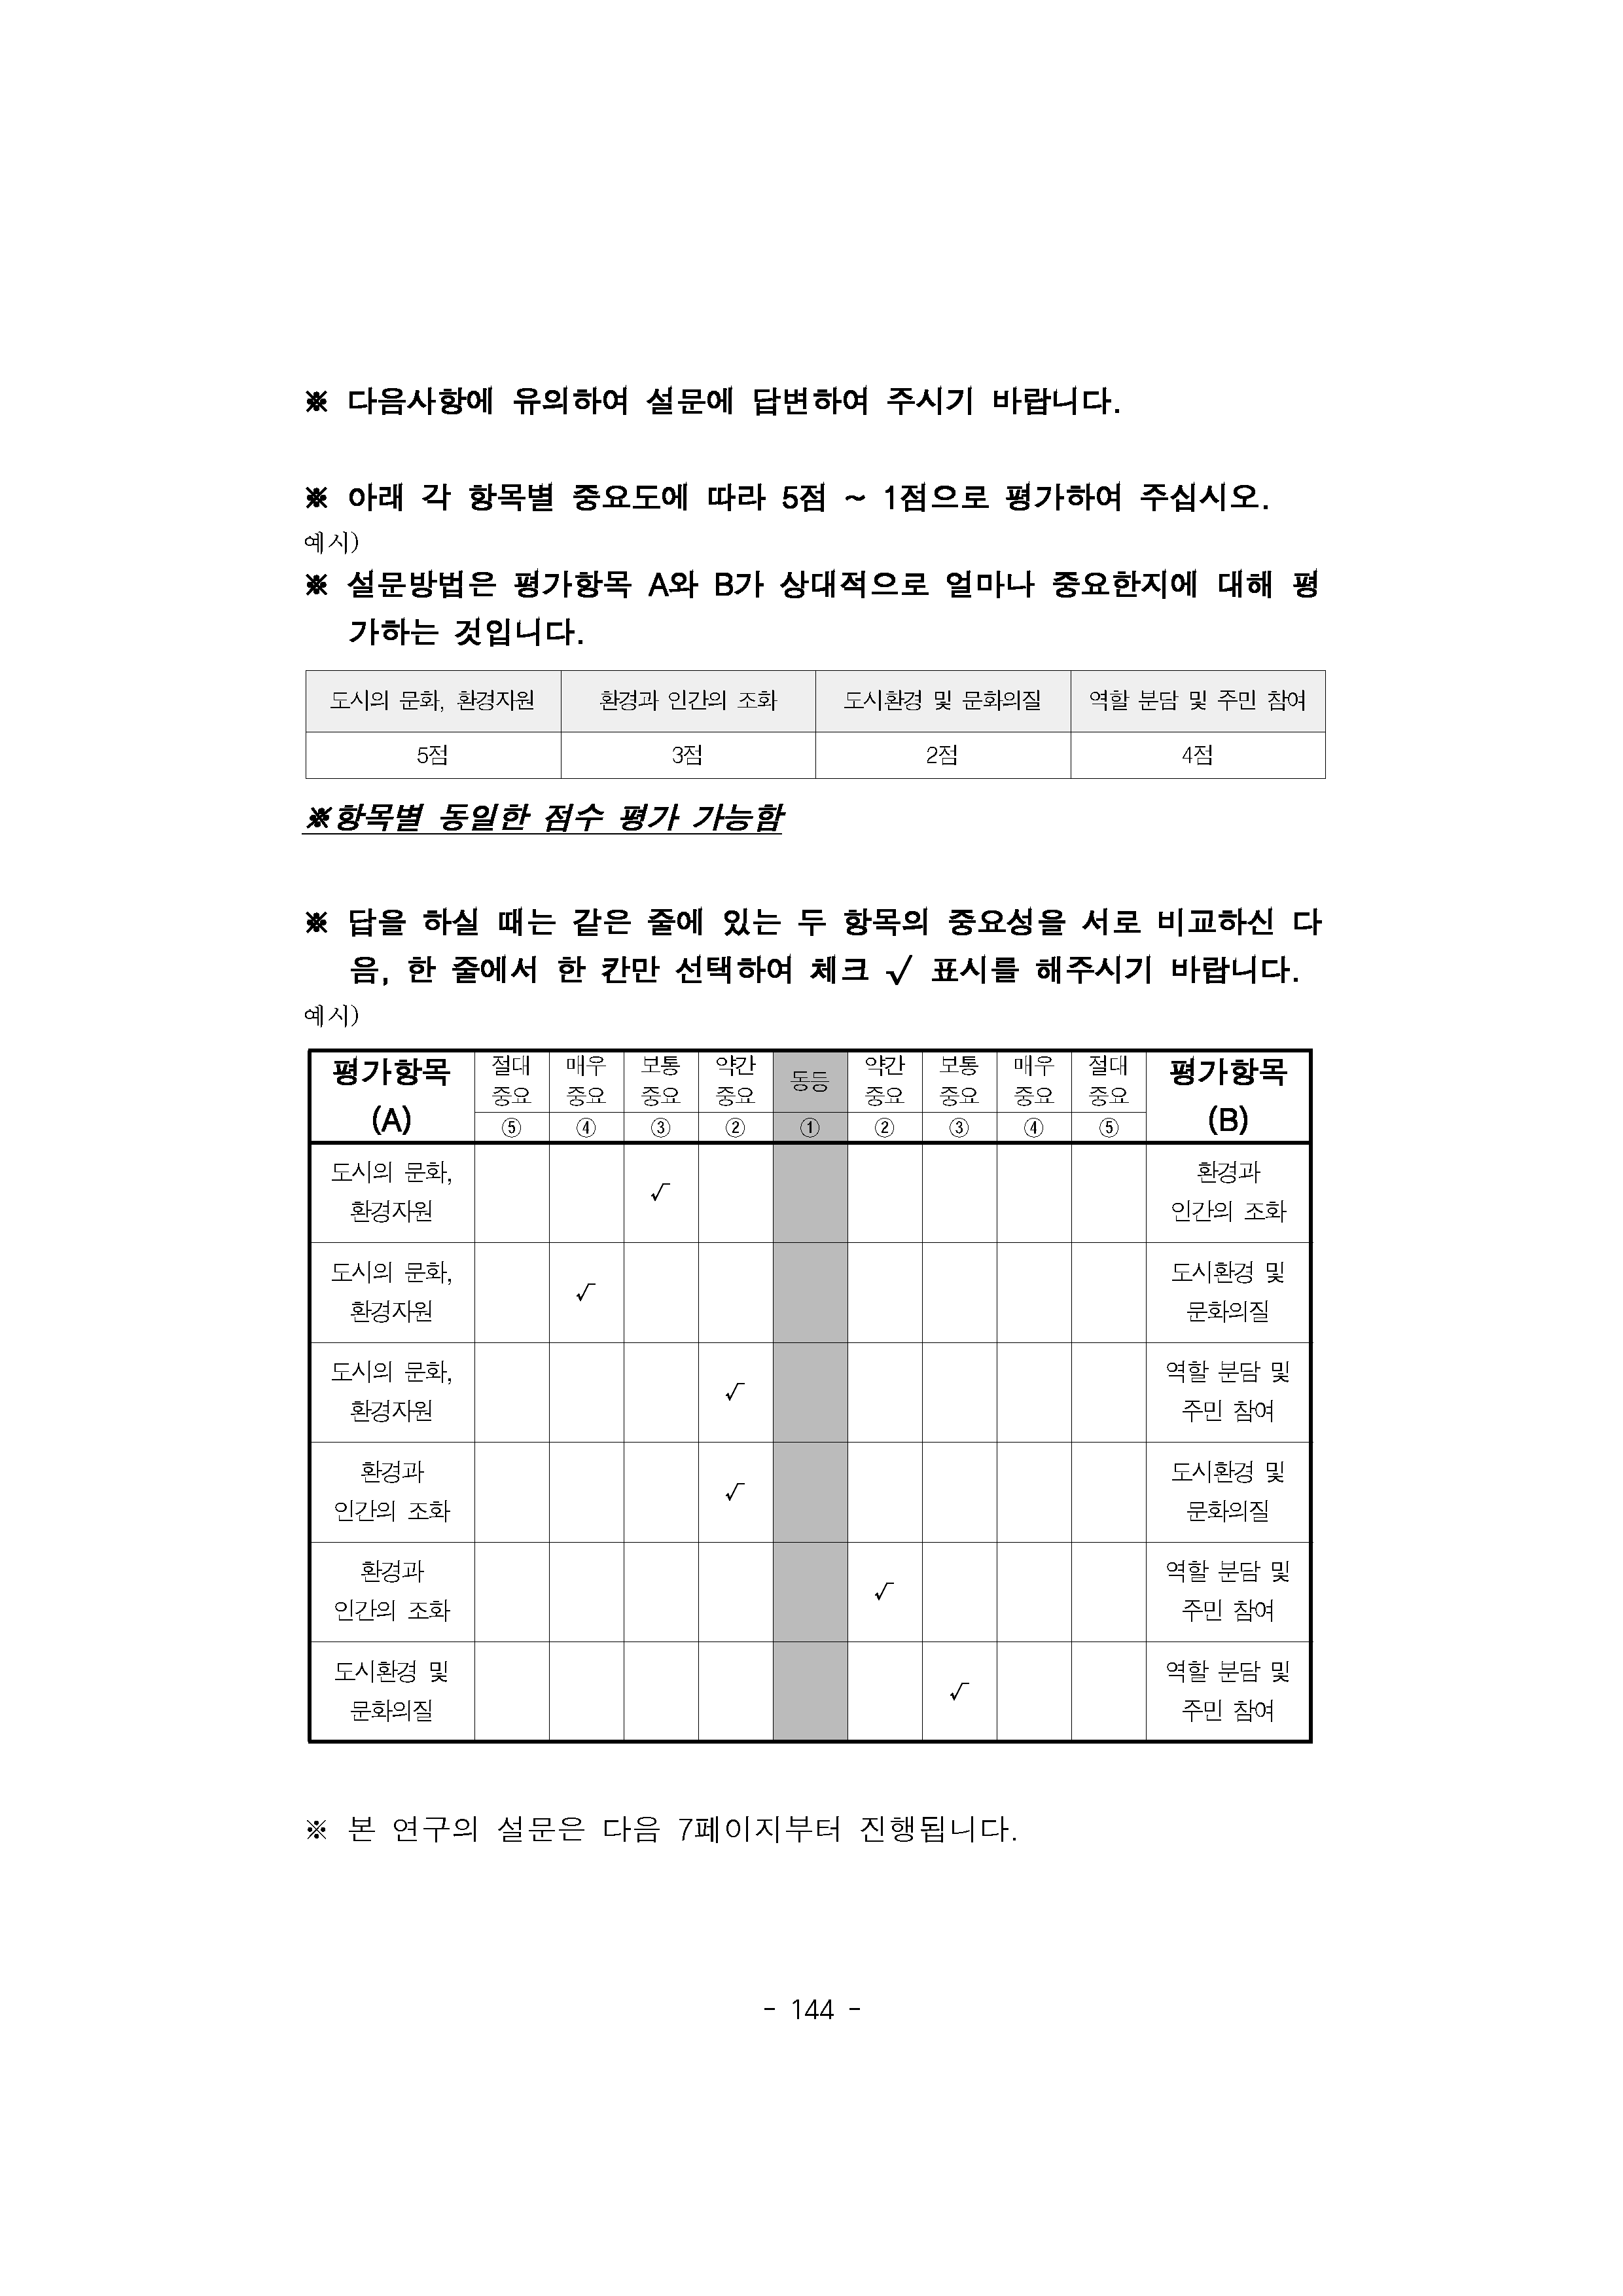 ※ 다음사항에 유의하여 설문에 답변하여 주시기 바랍니다.
※ 아래 각 항목별 중요도에 따라 5점 ~ 1점으로 평가하여 주십시오.
예시)
※ 설문방법은 평가항목 A와 B가 상대적으로 얼마나 중요한지에 대해 평
가하는 것입니다.
도시의 문화, 환경자원 환경과 인간의 조화 도시환경 및 문화의질 역할 분담 및 주민 참여
5점 3점 2점 4점
※항목별 동일한 점수 평가 가능함
※ 답을 하실 때는 같은 줄에 있는 두 항목의 중요성을 서로 비교하신 다
음, 한 줄에서 한 칸만 선택하여 체크 √ 표시를 해주시기 바랍니다.
예시)
평가항목 절대 매우 보통 약간 동등 약간 보통 매우 절대 평가항목
(A) 중요 중요 중요 중요 중요 중요 중요 중요 (B)
⑤ ④ ③ ② ① ② ③ ④ ⑤
도시의 문화, 환경과
환경자원 √ 인간의 조화
도시의 문화, 도시환경 및
환경자원 √ 문화의질
도시의 문화, 역할 분담 및
환경자원 √ 주민 참여
환경과 도시환경 및
인간의 조화 √ 문화의질
환경과 역할 분담 및
인간의 조화 √ 주민 참여
도시환경 및 역할 분담 및
문화의질 √ 주민 참여
※ 본 연구의 설문은 다음 7페이지부터 진행됩니다.
- 144 -